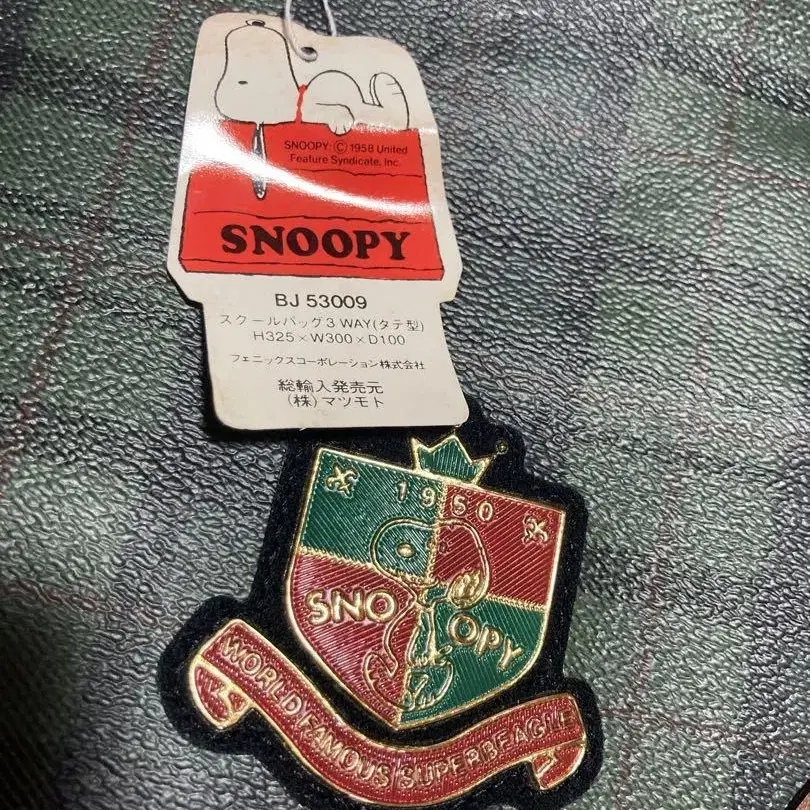 SNOOPY: © 1958 United
Feature Syndicate, Inc.
SNOOPY
BJ 53009
スクールバッグ3 WAY(タテ型)
H325×W300×D100
フェニックスコーポレーション株式会社
総輸入発売元
(株)マツモト
1950
SNOOPY
WORLD FAMOUS SUPERBEAGLE